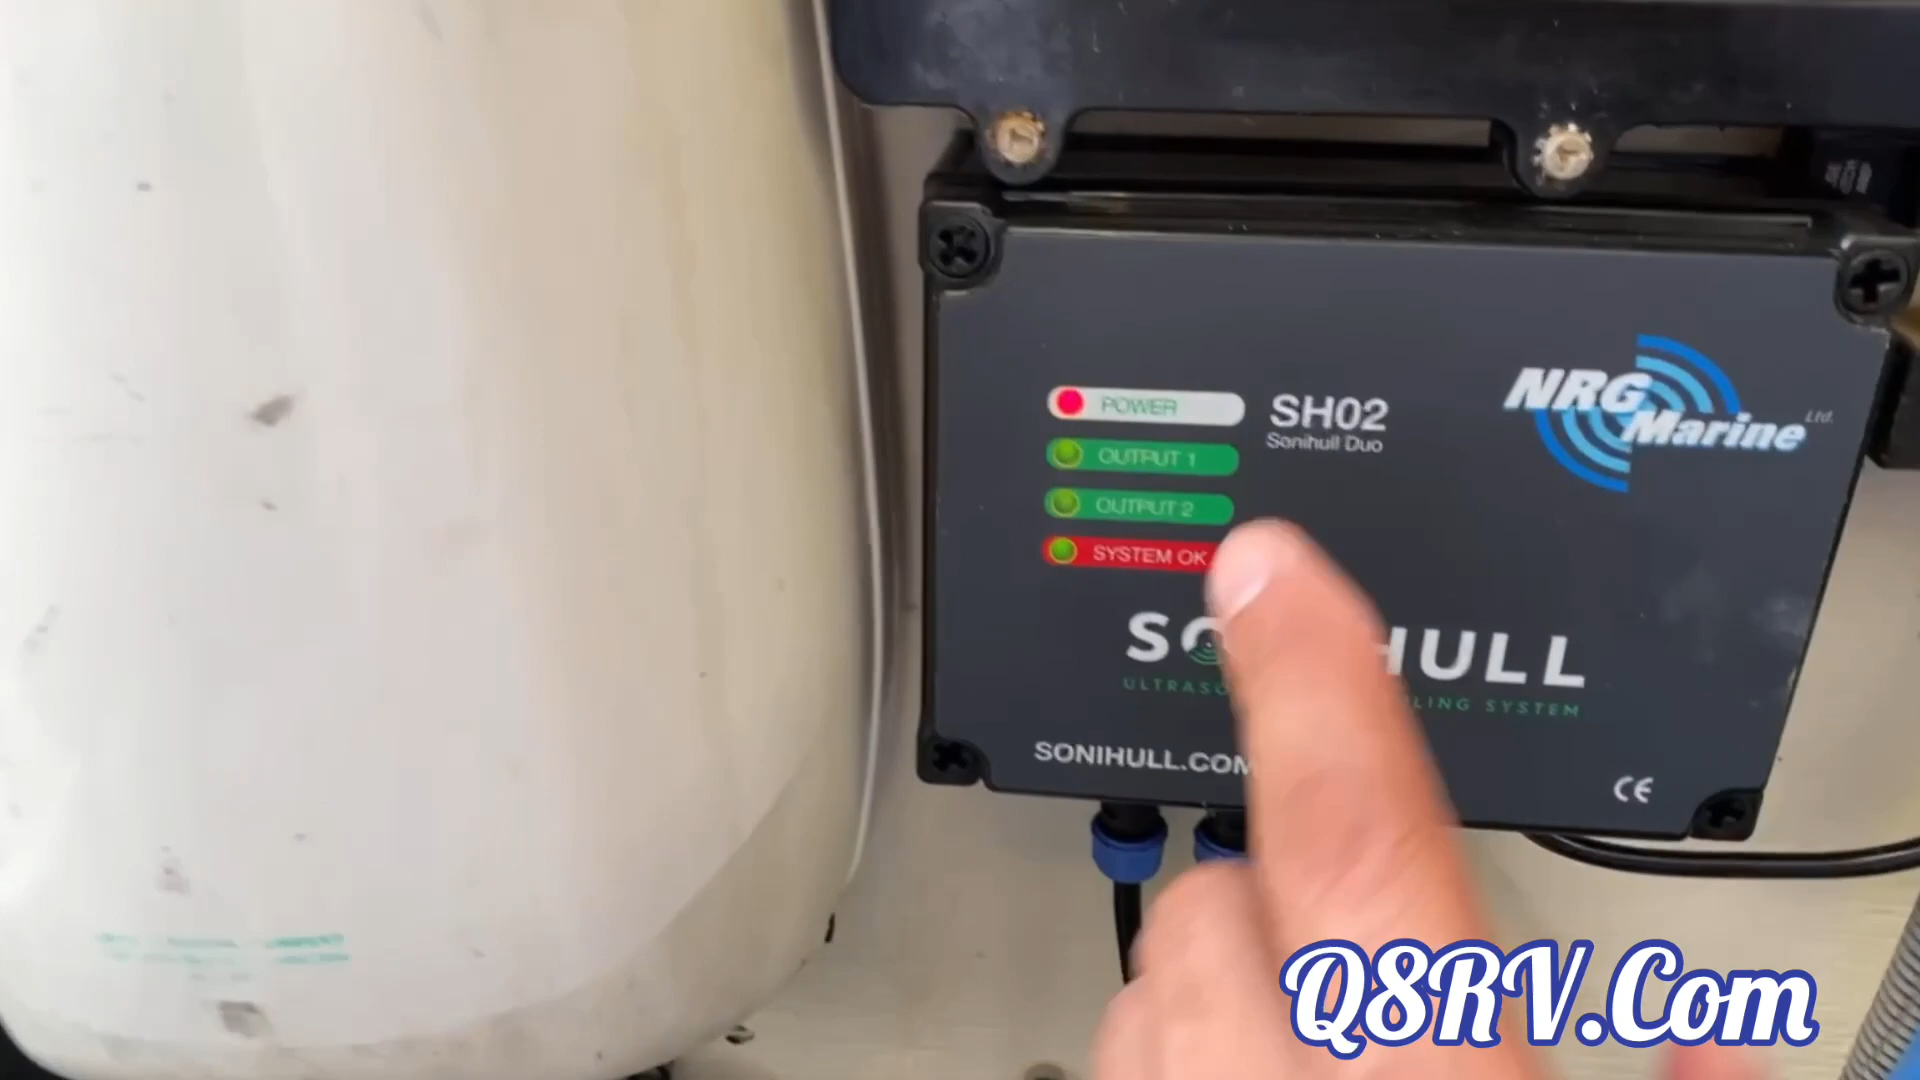 POWER
SH02
Sonihull Duo
NRG
Marine Ltd.
OUTPUT 1
OUTPUT 2
SYSTEM OK
SONIHULL.COM
CE
Q8RV.Com